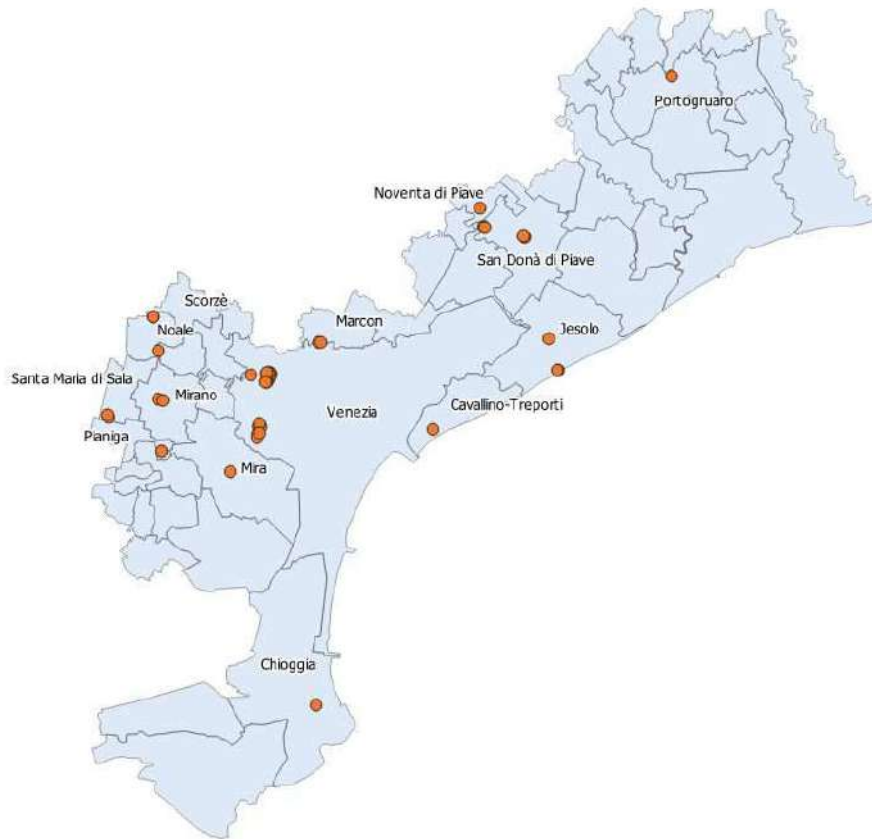 Portogruaro
Noventa di Piave
San Donà di Piave
Scorzè
Marcon
Noale
Jesolo
Santa Maria di Sala
Mirano
Cavallino-Treporti
Venezia
Pianiga
Mira
Chioggia